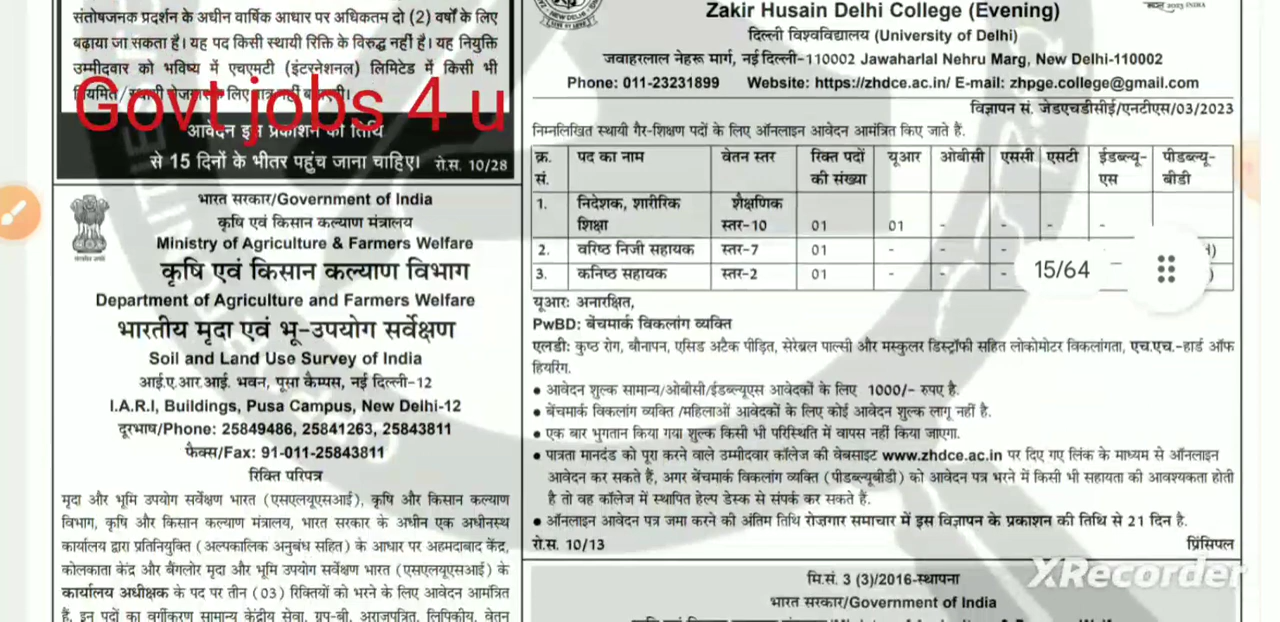 संतोषजनक प्रदर्शन के अधीन वार्षिक आधार पर अधिकतम दो (2) वर्षों के लिए
बढ़ाया जा सकता है। यह पद किसी स्थायी रिक्ति के विरुद्ध नहीं है। यह नियुक्ति
उम्मीदवार को भविष्य में एचएमटी (इंटरनेशनल) लिमिटेड में किसी भी
नियमित/स्थायी रोजगार के लिए पात्र नहीं बनाएगी।
Govt jobs 4 u
आवेदन इस प्रकाशन की तिथि
से 15 दिनों के भीतर पहुंच जाना चाहिए। रो.स. 10/28
भारत सरकार/Government of India
कृषि एवं किसान कल्याण मंत्रालय
Ministry of Agriculture & Farmers Welfare
कृषि एवं किसान कल्याण विभाग
Department of Agriculture and Farmers Welfare
भारतीय मृदा एवं भू-उपयोग सर्वेक्षण
Soil and Land Use Survey of India
आई.ए.आर.आई. भवन, पूसा कैम्पस, नई दिल्ली-12
I.A.R.I, Buildings, Pusa Campus, New Delhi-12
दूरभाष/Phone: 25849486, 25841263, 25843811
फैक्स/Fax: 91-011-25843811
रिक्ति परिपत्र
मृदा और भूमि उपयोग सर्वेक्षण भारत (एसएलयूएसआई), कृषि और किसान कल्याण
विभाग, कृषि और किसान कल्याण मंत्रालय, भारत सरकार के अधीन एक अधीनस्थ
कार्यालय द्वारा प्रतिनियुक्ति (अल्पकालिक अनुबंध सहित) के आधार पर अहमदाबाद केंद्र,
कोलकाता केंद्र और बैंगलोर मृदा और भूमि उपयोग सर्वेक्षण भारत (एसएलयूएसआई) के
कार्यालय अधीक्षक के पद पर तीन (03) रिक्तियों को भरने के लिए आवेदन आमंत्रित
हैं. इन पदों का वर्गीकरण सामान्य केंद्रीय सेवा, ग्रुप-बी, अराजपत्रित, लिपिकीय, वेतन
Zakir Husain Delhi College (Evening)
दिल्ली विश्वविद्यालय (University of Delhi)
जवाहरलाल नेहरू मार्ग, नई दिल्ली-110002 Jawaharlal Nehru Marg, New Delhi-110002
Phone: 011-23231899 Website: https://zhdce.ac.in/ E-mail: zhpge.college@gmail.com
विज्ञापन सं. जेडएचडीसीई/एनटीएस/03/2023
निम्नलिखित स्थायी गैर-शिक्षण पदों के लिए ऑनलाइन आवेदन आमंत्रित किए जाते हैं.
क्र. सं. पद का नाम वेतन स्तर रिक्त पदों की संख्या यूआर ओबीसी एससी एसटी ईडब्ल्यू-एस पीडब्ल्यू-बीडी
1. निदेशक, शारीरिक शिक्षा शैक्षणिक स्तर-10 01 01 - - - -
2. वरिष्ठ निजी सहायक स्तर-7 01 - - -
3. कनिष्ठ सहायक स्तर-2 01 - - -
15/64
यूआर: अनारक्षित,
PwBD: बेंचमार्क विकलांग व्यक्ति
एलडी: कुष्ठ रोग, बौनापन, एसिड अटैक पीड़ित, सेरेब्रल पाल्सी और मस्कुलर डिस्ट्रॉफी सहित लोकोमोटर विकलांगता, एच.एच.-हार्ड ऑफ
हियरिंग.
• आवेदन शुल्क सामान्य/ओबीसी/ईडब्ल्यूएस आवेदकों के लिए 1000/- रुपए है.
• बेंचमार्क विकलांग व्यक्ति /महिलाओं आवेदकों के लिए कोई आवेदन शुल्क लागू नहीं है.
• एक बार भुगतान किया गया शुल्क किसी भी परिस्थिति में वापस नहीं किया जाएगा.
• पात्रता मानदंड को पूरा करने वाले उम्मीदवार कॉलेज की वेबसाइट www.zhdce.ac.in पर दिए गए लिंक के माध्यम से ऑनलाइन
आवेदन कर सकते हैं, अगर बेंचमार्क विकलांग व्यक्ति (पीडब्ल्यूबीडी) को आवेदन पत्र भरने में किसी भी सहायता की आवश्यकता होती
है तो वह कॉलेज में स्थापित हेल्प डेस्क से संपर्क कर सकते हैं.
• ऑनलाइन आवेदन पत्र जमा करने की अंतिम तिथि रोज़गार समाचार में इस विज्ञापन के प्रकाशन की तिथि से 21 दिन है.
रो.स. 10/13 प्रिंसिपल
XRecorder
मि.सं. 3 (3)/2016-स्थापना
भारत सरकार/Government of India